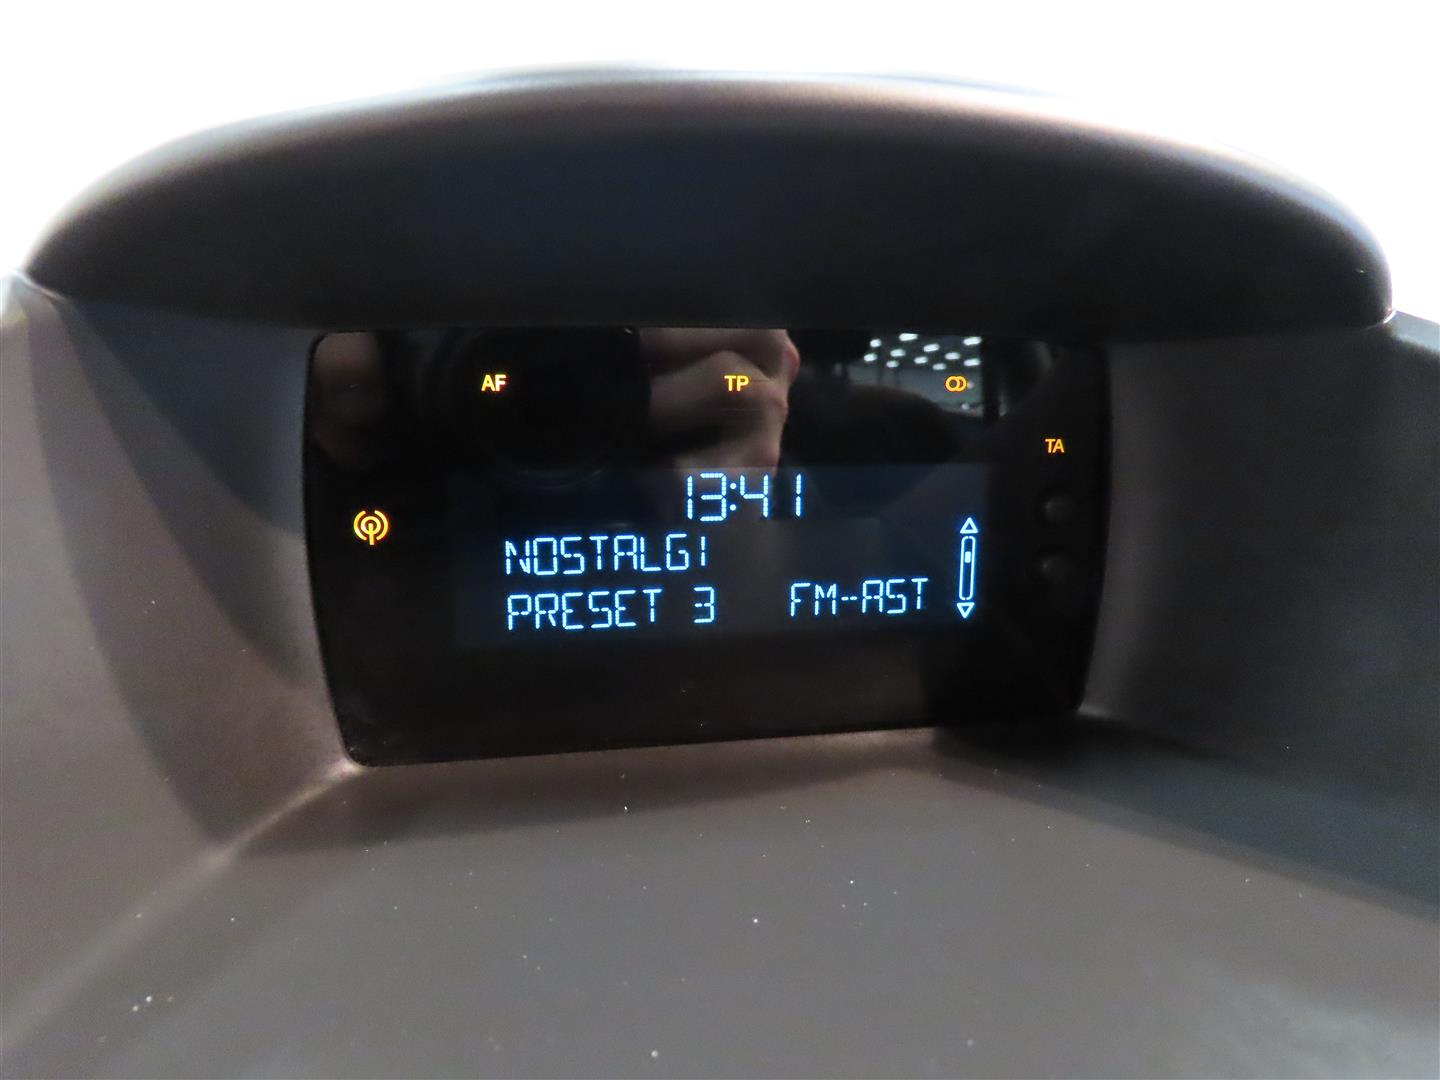 AF TP
TA
13:41
NOSTALGI
PRESET 3 FM-AST